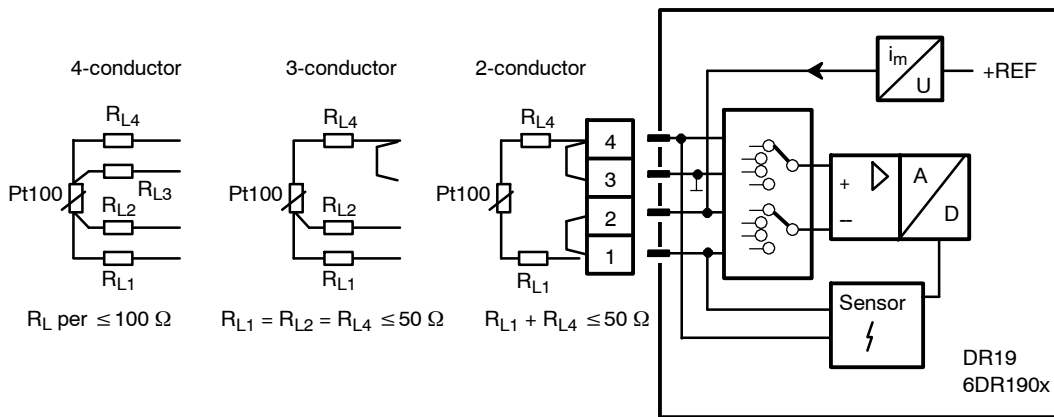 4-conductor
R_L4
R_L3
Pt100
R_L2
R_L1
R_L per ≤ 100 Ω
3-conductor
R_L4
Pt100
R_L2
R_L1
R_L1 = R_L2 = R_L4 ≤ 50 Ω
2-conductor
R_L4
Pt100
R_L1
R_L1 + R_L4 ≤ 50 Ω
4
3
2
1
i_m
U
+REF
+
--
A
D
Sensor
DR19
6DR190x